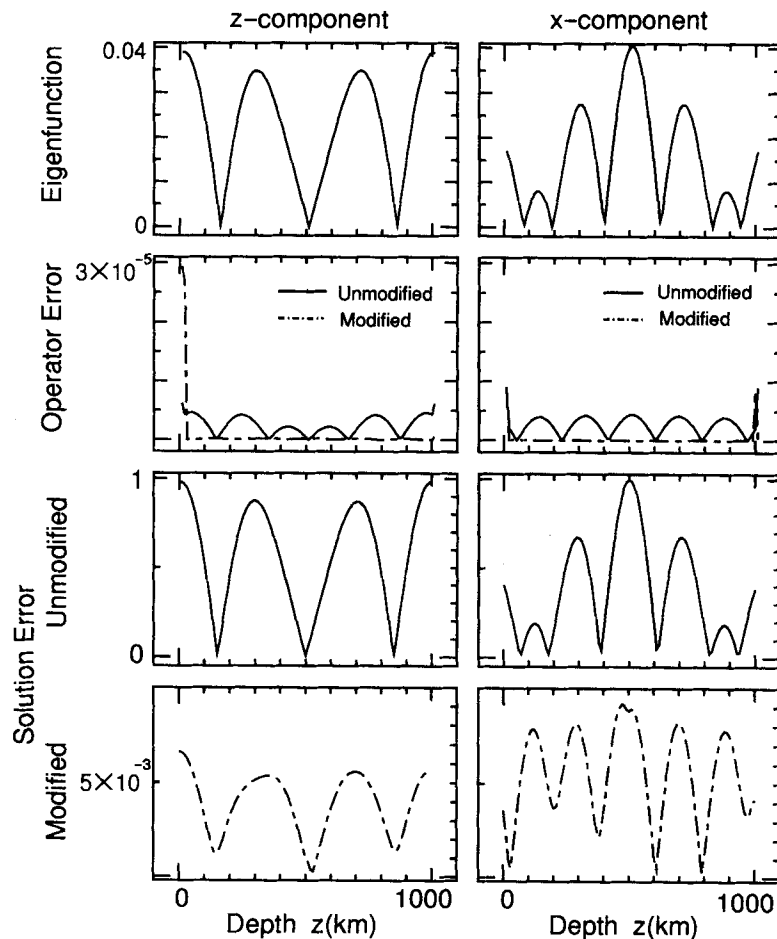 z-component
x-component
Eigenfunction
0.04
0
Operator Error
3×10⁻⁵
Unmodified
Modified
Unmodified
Modified
Solution Error
Unmodified
1
0
Modified
5×10⁻³
0
1000
0
1000
Depth z(km)
Depth z(km)